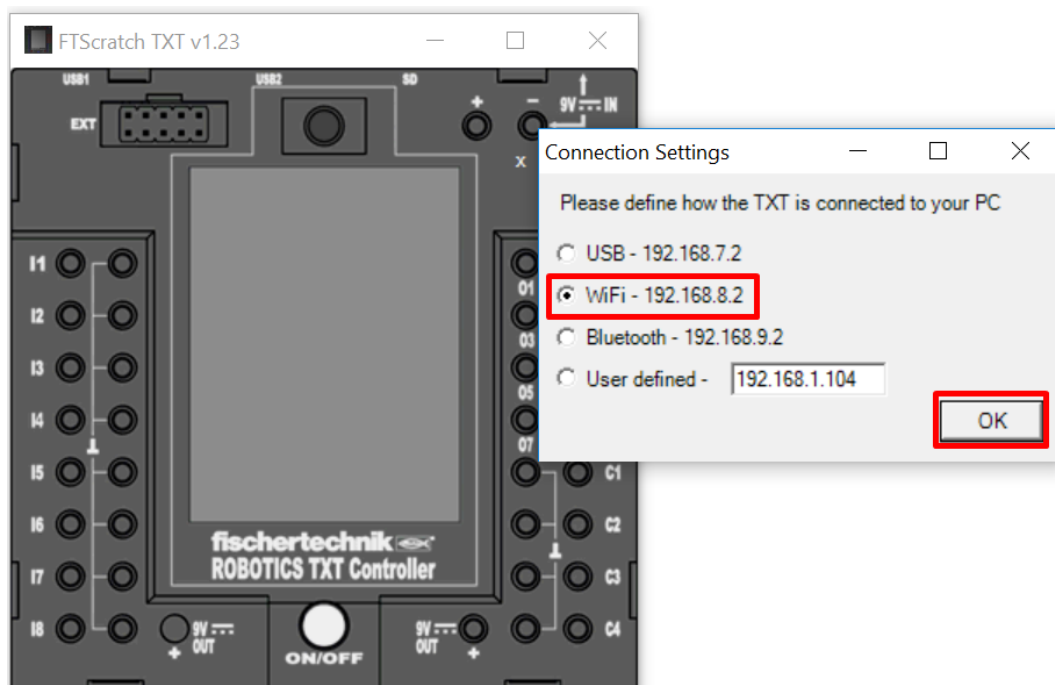 FTScratch TXT v1.23
USB1
USB2
SD
EXT
+
-
9V IN
x
I1
I2
I3
I4
I5
I6
I7
I8
O1
O3
O5
O7
C1
C2
C3
C4
fischertechnik
ROBOTICS TXT Controller
9V
OUT
+
ON/OFF
9V
OUT
+
Connection Settings
Please define how the TXT is connected to your PC
USB - 192.168.7.2
WiFi - 192.168.8.2
Bluetooth - 192.168.9.2
User defined - 192.168.1.104
OK